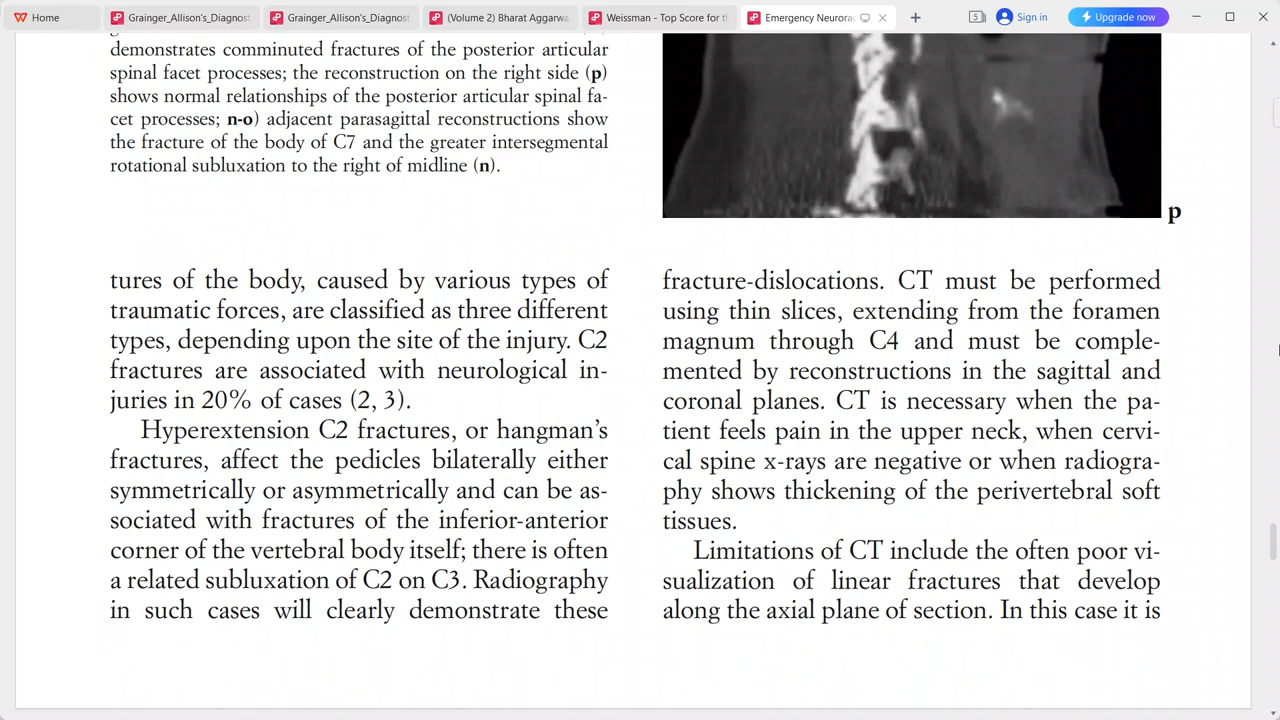 Home
Grainger_Allison's_Diagnost
Grainger_Allison's_Diagnost
(Volume 2) Bharat Aggarwa
Weissman - Top Score for th
Emergency Neurorac
5
Sign in
Upgrade now
demonstrates comminuted fractures of the posterior articular
spinal facet processes; the reconstruction on the right side (p)
shows normal relationships of the posterior articular spinal fa-
cet processes; n-o) adjacent parasagittal reconstructions show
the fracture of the body of C7 and the greater intersegmental
rotational subluxation to the right of midline (n).
p
tures of the body, caused by various types of
traumatic forces, are classified as three different
types, depending upon the site of the injury. C2
fractures are associated with neurological in-
juries in 20% of cases (2, 3).
Hyperextension C2 fractures, or hangman's
fractures, affect the pedicles bilaterally either
symmetrically or asymmetrically and can be as-
sociated with fractures of the inferior-anterior
corner of the vertebral body itself; there is often
a related subluxation of C2 on C3. Radiography
in such cases will clearly demonstrate these
fracture-dislocations. CT must be performed
using thin slices, extending from the foramen
magnum through C4 and must be comple-
mented by reconstructions in the sagittal and
coronal planes. CT is necessary when the pa-
tient feels pain in the upper neck, when cervi-
cal spine x-rays are negative or when radiogra-
phy shows thickening of the perivertebral soft
tissues.
Limitations of CT include the often poor vi-
sualization of linear fractures that develop
along the axial plane of section. In this case it is